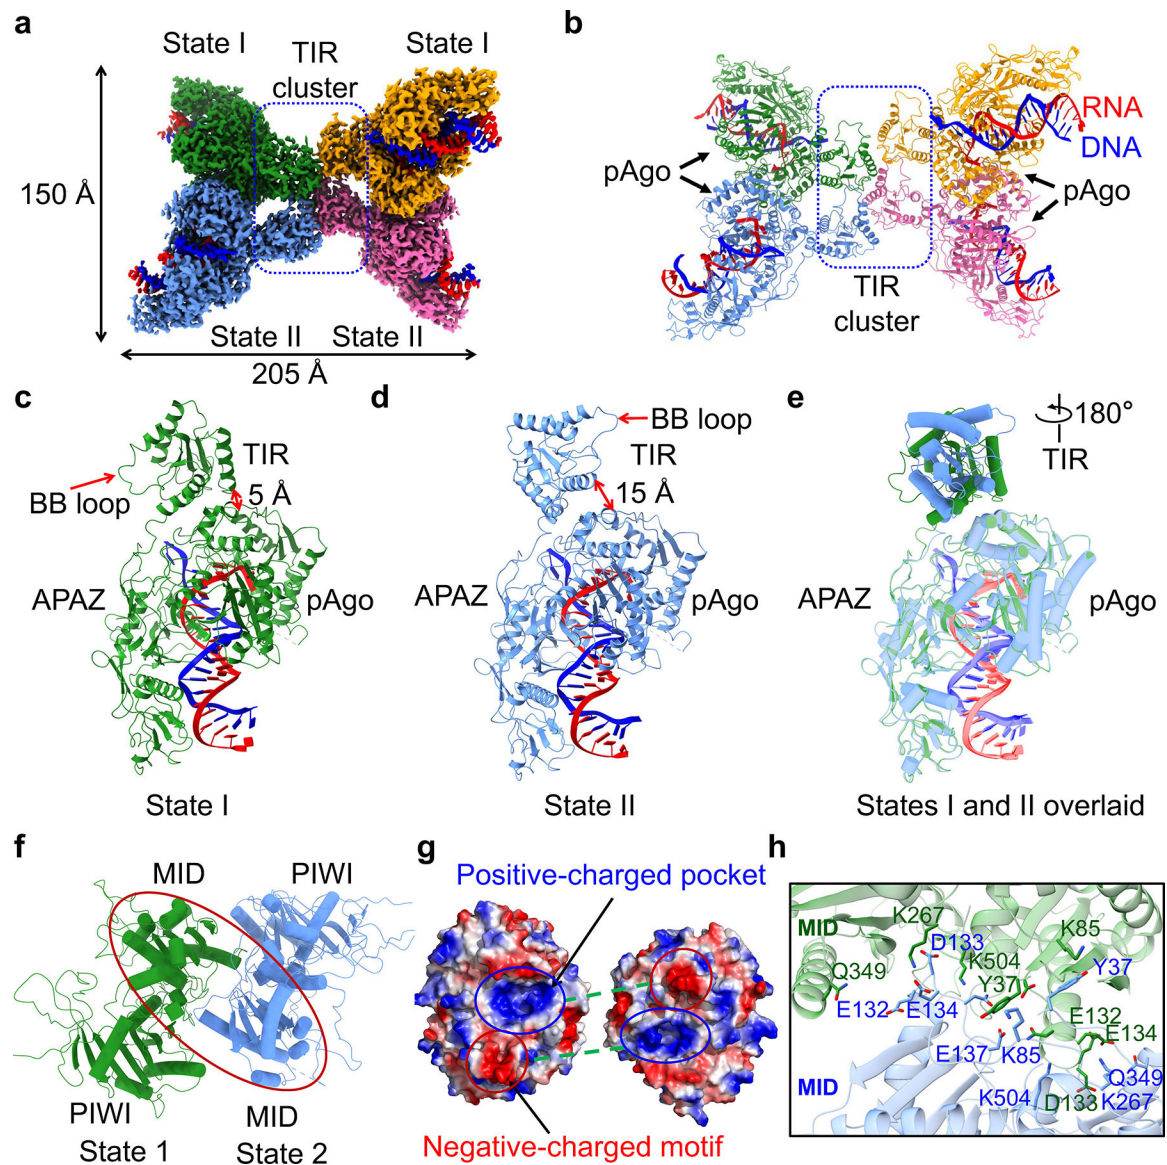 a
State I
TIR
cluster
State I
150 Å
State II
State II
205 Å
b
RNA
DNA
pAgo
pAgo
TIR
cluster
c
BB loop
TIR
5 Å
APAZ
pAgo
State I
d
BB loop
TIR
15 Å
APAZ
pAgo
State II
e
180°
TIR
APAZ
pAgo
States I and II overlaid
f
MID
PIWI
PIWI
MID
State 1
State 2
g
Positive-charged pocket
Negative-charged motif
h
MID
K267
D133
K85
K504
Y37
Q349
Y37
E132
E134
E132
E134
E137
K85
MID
Q349
K504
D133
K267